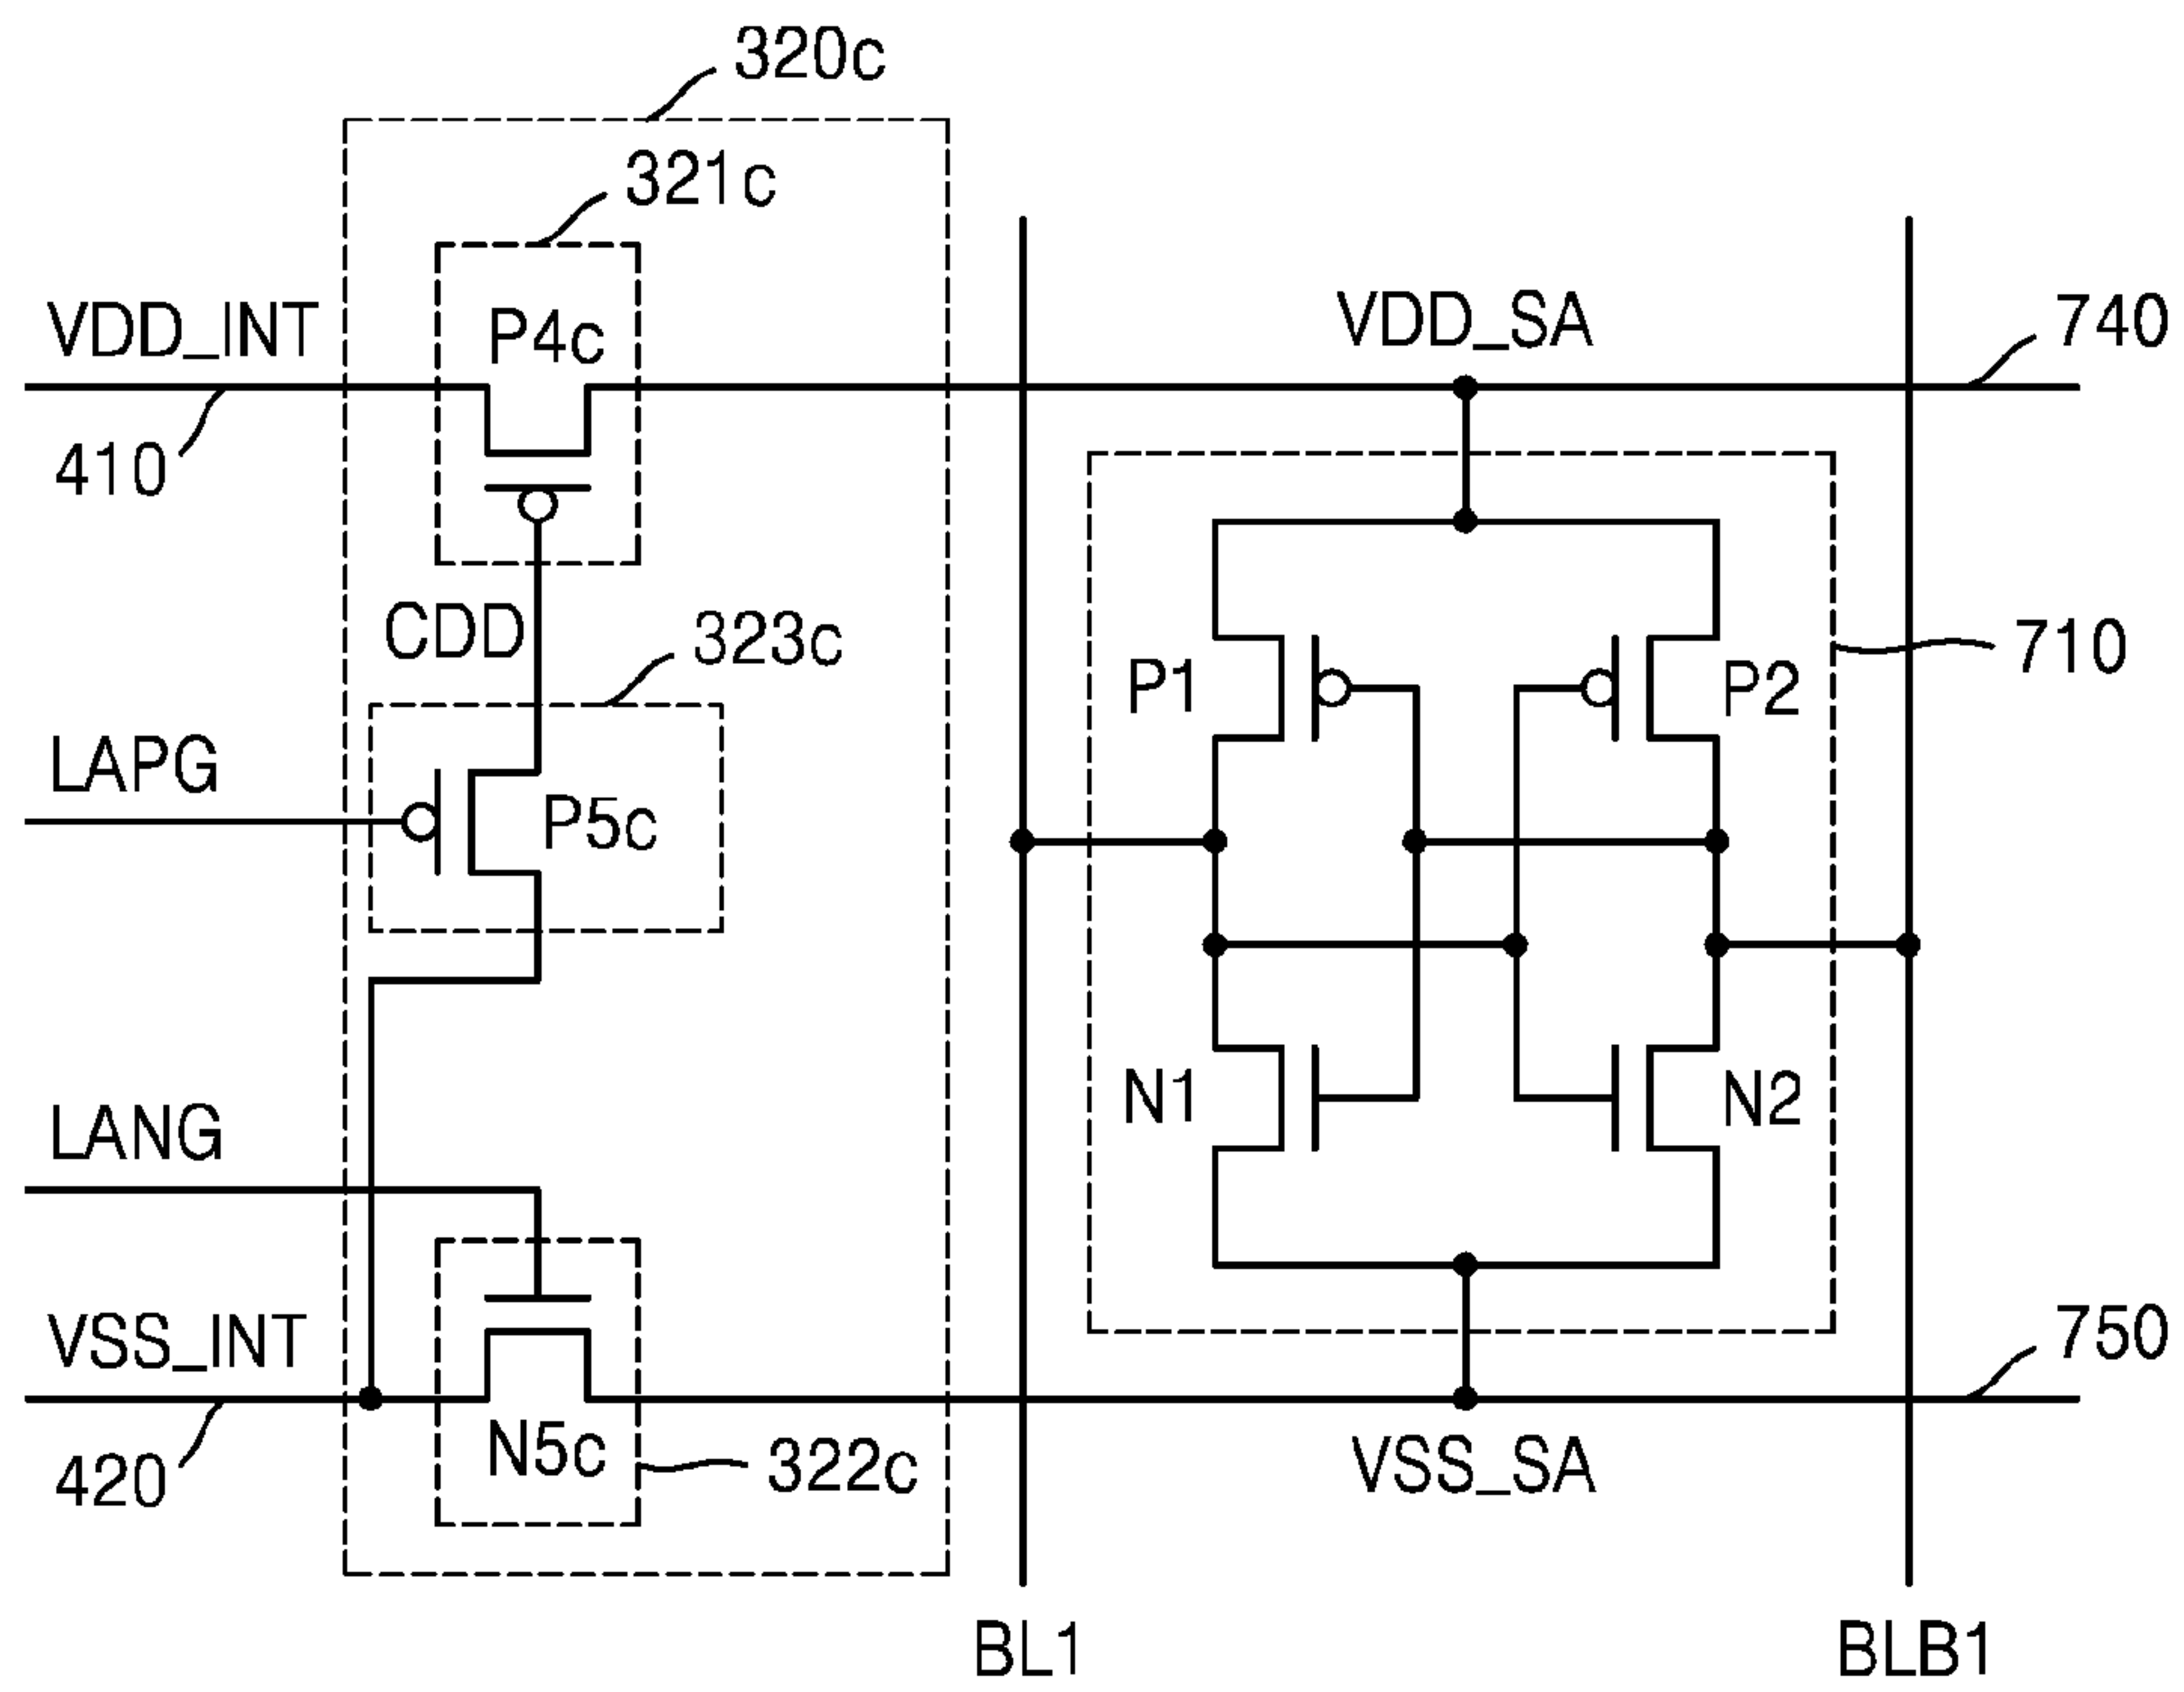 320c
321c
VDD_INT
P4c
VDD_SA
740
410
CDD
323c
P1
P2
710
LAPG
P5c
LANG
N1
N2
VSS_INT
750
420
N5c
322c
VSS_SA
BL1
BLB1